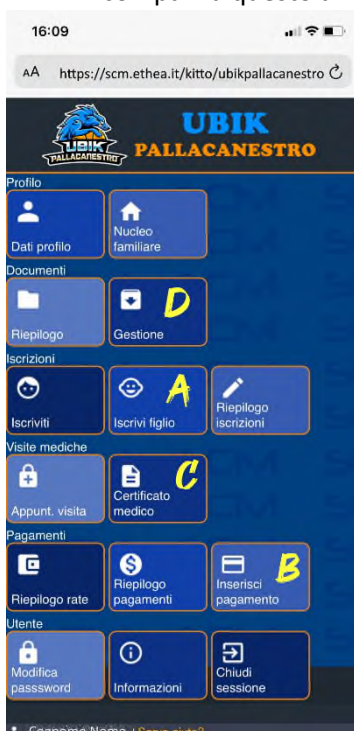 16:09
AA https://scm.ethea.it/kitto/ubikpallacanestro
UBIK
PALLACANESTRO
UBIK
PALLACANESTRO
Profilo
Dati profilo
Nucleo
familiare
Documenti
Riepilogo
Gestione
D
Iscrizioni
Iscriviti
Iscrivi figlio
A
Riepilogo
iscrizioni
Visite mediche
Appunt. visita
Certificato
medico
C
Pagamenti
Riepilogo rate
Riepilogo
pagamenti
Inserisci
pagamento
B
Utente
Modifica
passsword
Informazioni
Chiudi
sessione